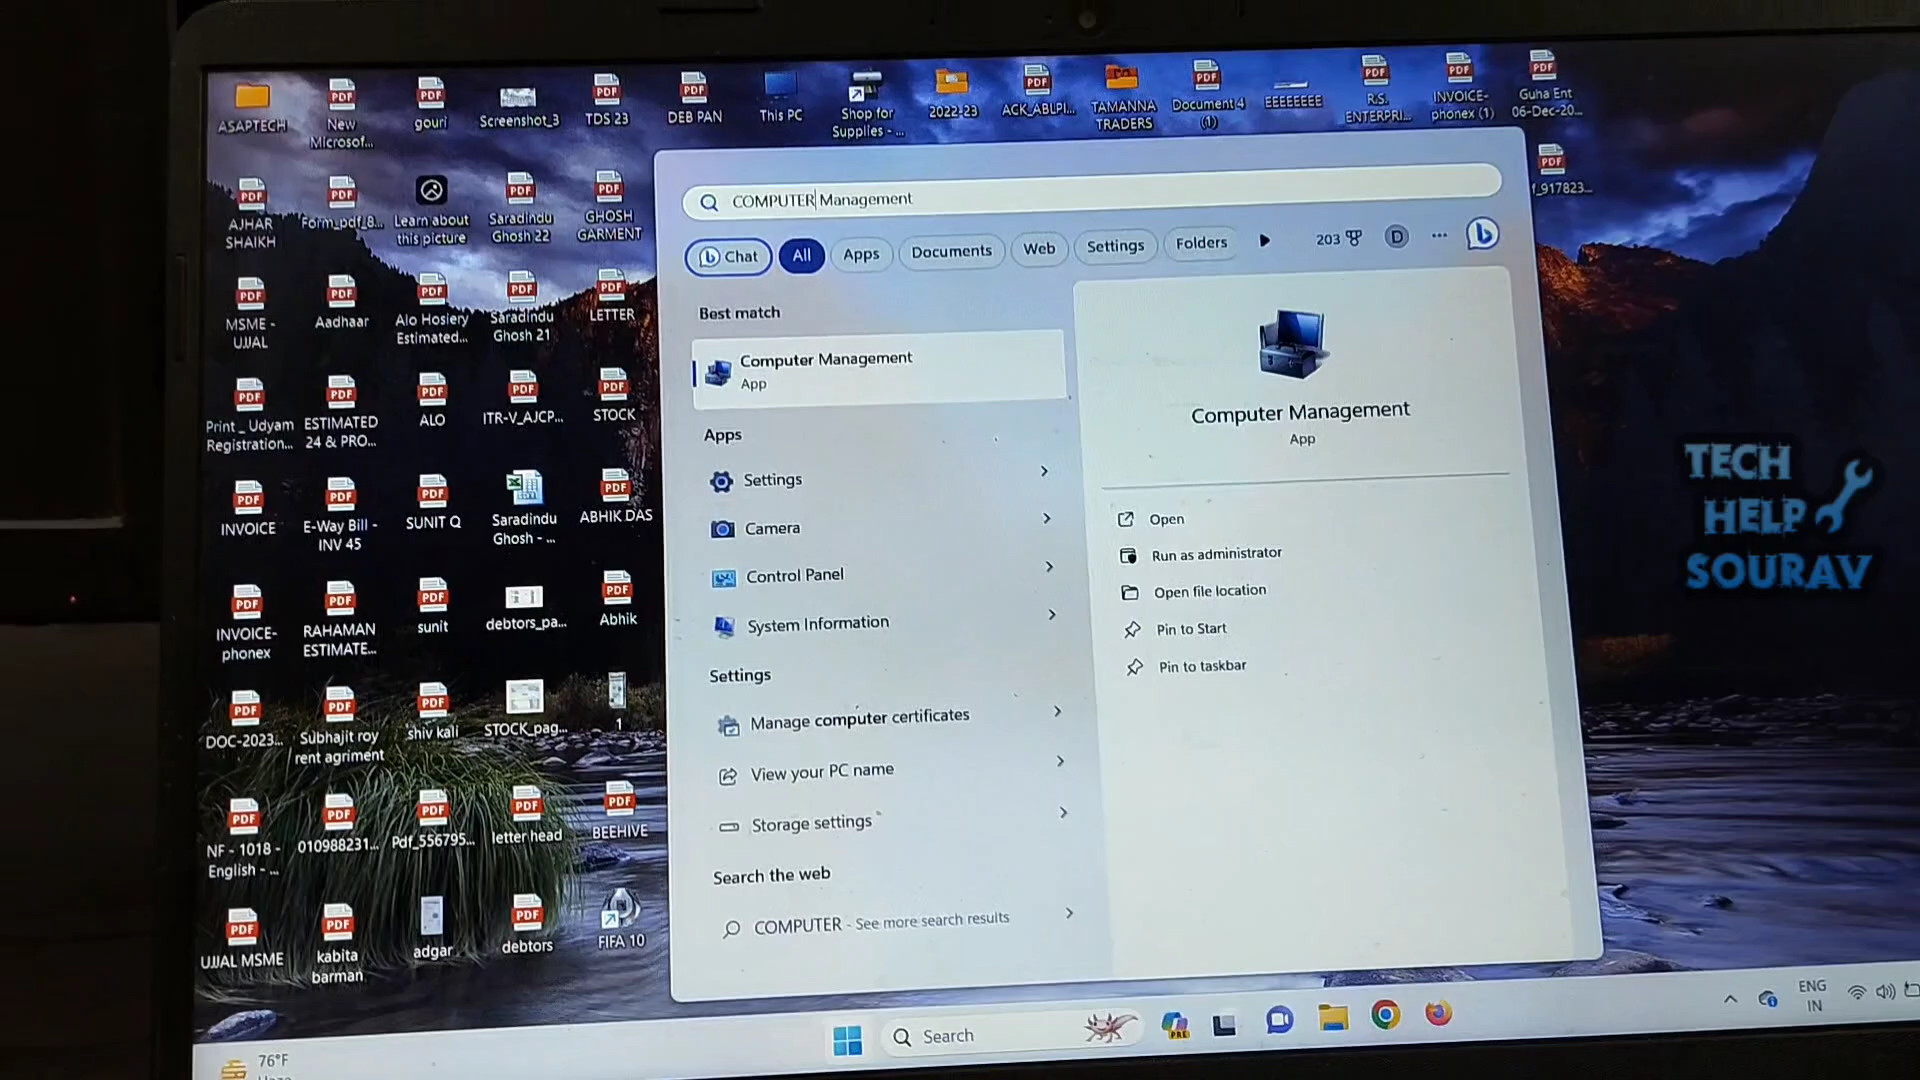 ASAPTECH
New
Microsof...
gouri
Screenshot_3
TDS 23
DEB PAN
This PC
Shop for
Supplies - ...
2022-23
ACK_ABLPI...
TAMANNA
TRADERS
Document 4
(1)
EEEEEEEE
R.S.
ENTERPRI...
INVOICE-
phonex (1)
Guha Ent
06-Dec-20...
AJHAR
SHAIKH
Form_pdf_8...
Learn about
this picture
Saradindu
Ghosh 22
GHOSH
GARMENT
f_917823...
MSME -
UJJAL
Aadhaar
Alo Hosiery
Estimated...
Saradindu
Ghosh 21
LETTER
Print _ Udyam
Registration...
ESTIMATED
24 & PRO...
ALO
ITR-V_AJCP...
STOCK
INVOICE
E-Way Bill -
INV 45
SUNIT Q
Saradindu
Ghosh - ...
ABHIK DAS
INVOICE-
phonex
RAHAMAN
ESTIMATE...
sunit
debtors_pa...
Abhik
DOC-2023...
Subhajit roy
rent agriment
shiv kali
STOCK_pag...
1
NF - 1018 -
English - ...
010988231...
Pdf_556795...
letter head
BEEHIVE
UJJAL MSME
kabita
barman
adgar
debtors
FIFA 10
COMPUTER Management
Chat
All
Apps
Documents
Web
Settings
Folders
203
D
Best match
Computer Management
App
Apps
Settings
Camera
Control Panel
System Information
Settings
Manage computer certificates
View your PC name
Storage settings
Search the web
COMPUTER - See more search results
Computer Management
App
Open
Run as administrator
Open file location
Pin to Start
Pin to taskbar
TECH
HELP
SOURAV
76°F
Search
PRE
ENG
IN